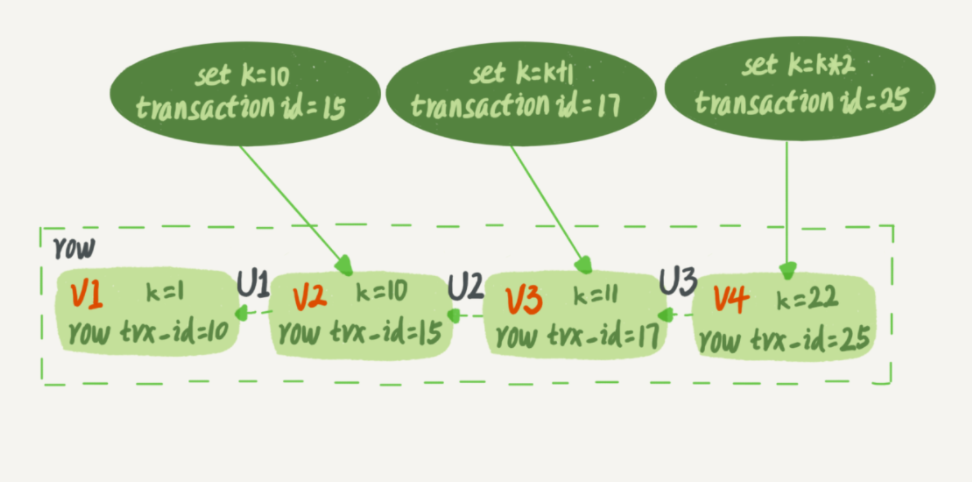 set k=10
transaction id=15
set k=k+1
transaction id=17
set k=k*2
transaction id=25
row
V1 k=1
row trx-id=10
U1
V2 k=10
row trx-id=15
U2
V3 k=11
row trx-id=17
U3
V4 k=22
row trx-id=25